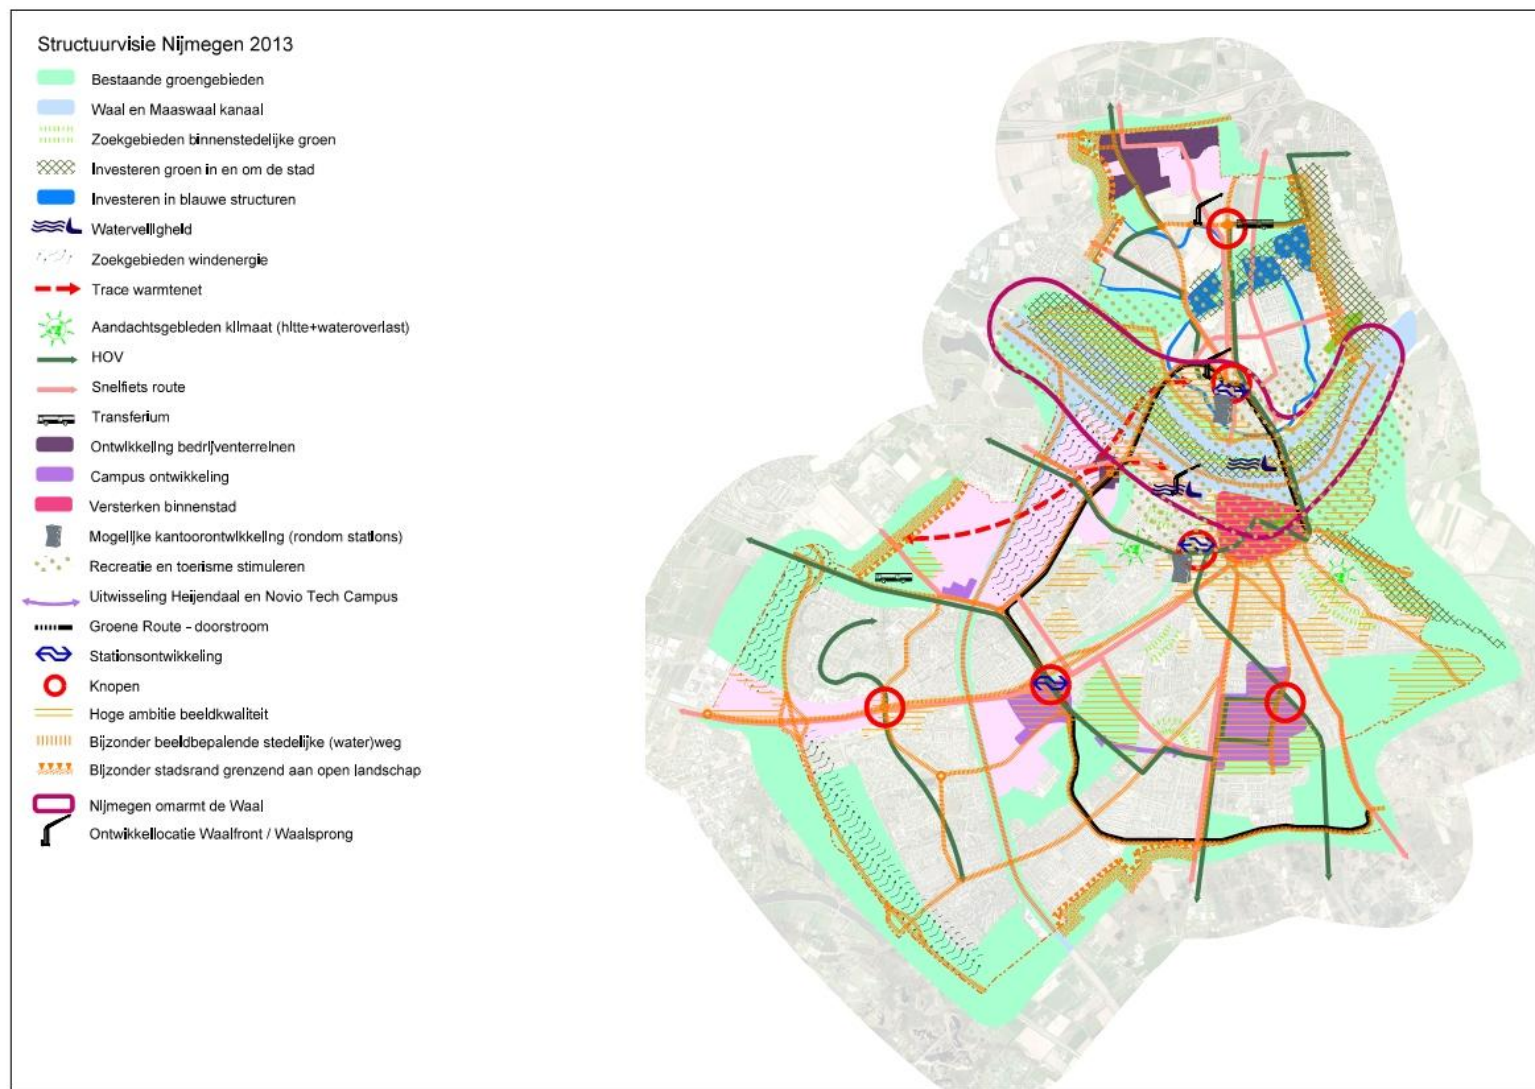 Structuurvisie Nijmegen 2013
Bestaande groengebieden
Waal en Maaswaal kanaal
Zoekgebieden binnenstedelijke groen
Investeren groen in en om de stad
Investeren in blauwe structuren
Waterveiligheid
Zoekgebieden windenergie
Trace warmtenet
Aandachtsgebieden klimaat (hitte+wateroverlast)
HOV
Snelfiets route
Transferium
Ontwikkeling bedrijventerreinen
Campus ontwikkeling
Versterken binnenstad
Mogelijke kantoorontwikkeling (rondom stations)
Recreatie en toerisme stimuleren
Uitwisseling Heijendaal en Novio Tech Campus
Groene Route - doorstroom
Stationsontwikkeling
Knopen
Hoge ambitie beeldkwaliteit
Bijzonder beeldbepalende stedelijke (water)weg
Bijzonder stadsrand grenzend aan open landschap
Nijmegen omarmt de Waal
Ontwikkellocatie Waalfront / Waalsprong